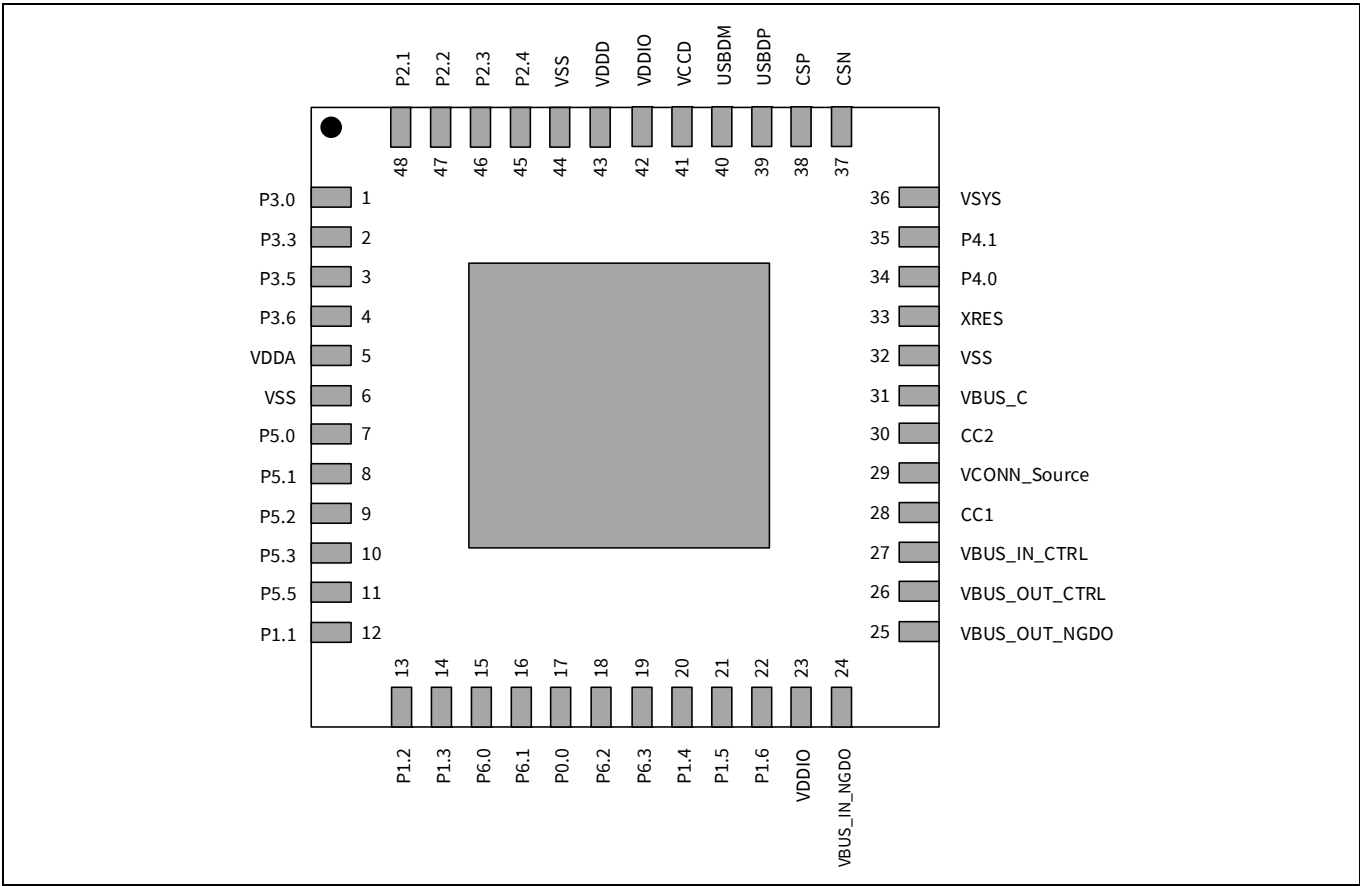 P2.1 P2.2 P2.3 P2.4 VSS VDDD VDDIO VCCD USBDM USBDP CSP CSN
48 47 46 45 44 43 42 41 40 39 38 37
P3.0 1 36 VSYS
P3.3 2 35 P4.1
P3.5 3 34 P4.0
P3.6 4 33 XRES
VDDA 5 32 VSS
VSS 6 31 VBUS_C
P5.0 7 30 CC2
P5.1 8 29 VCONN_Source
P5.2 9 28 CC1
P5.3 10 27 VBUS_IN_CTRL
P5.5 11 26 VBUS_OUT_CTRL
P1.1 12 25 VBUS_OUT_NGDO
13 14 15 16 17 18 19 20 21 22 23 24
P1.2 P1.3 P6.0 P6.1 P0.0 P6.2 P6.3 P1.4 P1.5 P1.6 VDDIO VBUS_IN_NGDO